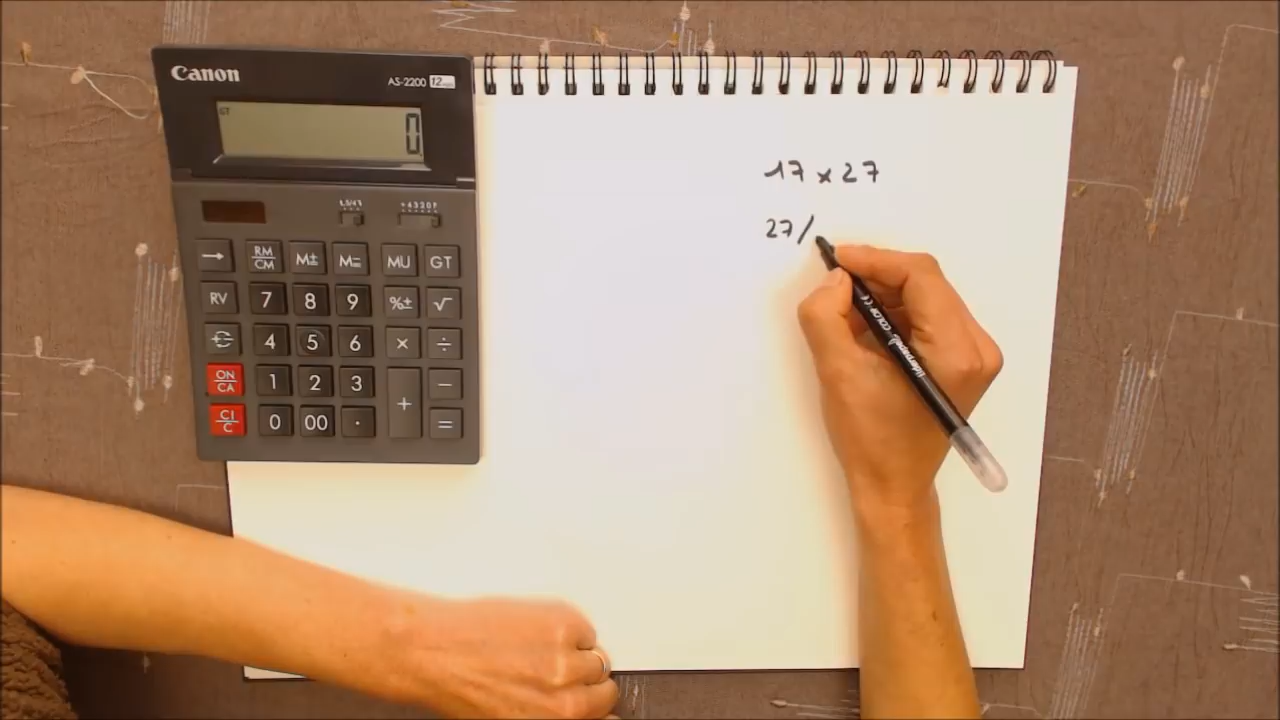 Canon
AS-2200 12
GT
0
→ RM/CM M± M= MU GT
RV 7 8 9 %± √
4 5 6 × ÷
ON/CA 1 2 3 + −
CI/C 0 00 . =
17 x 27
27/